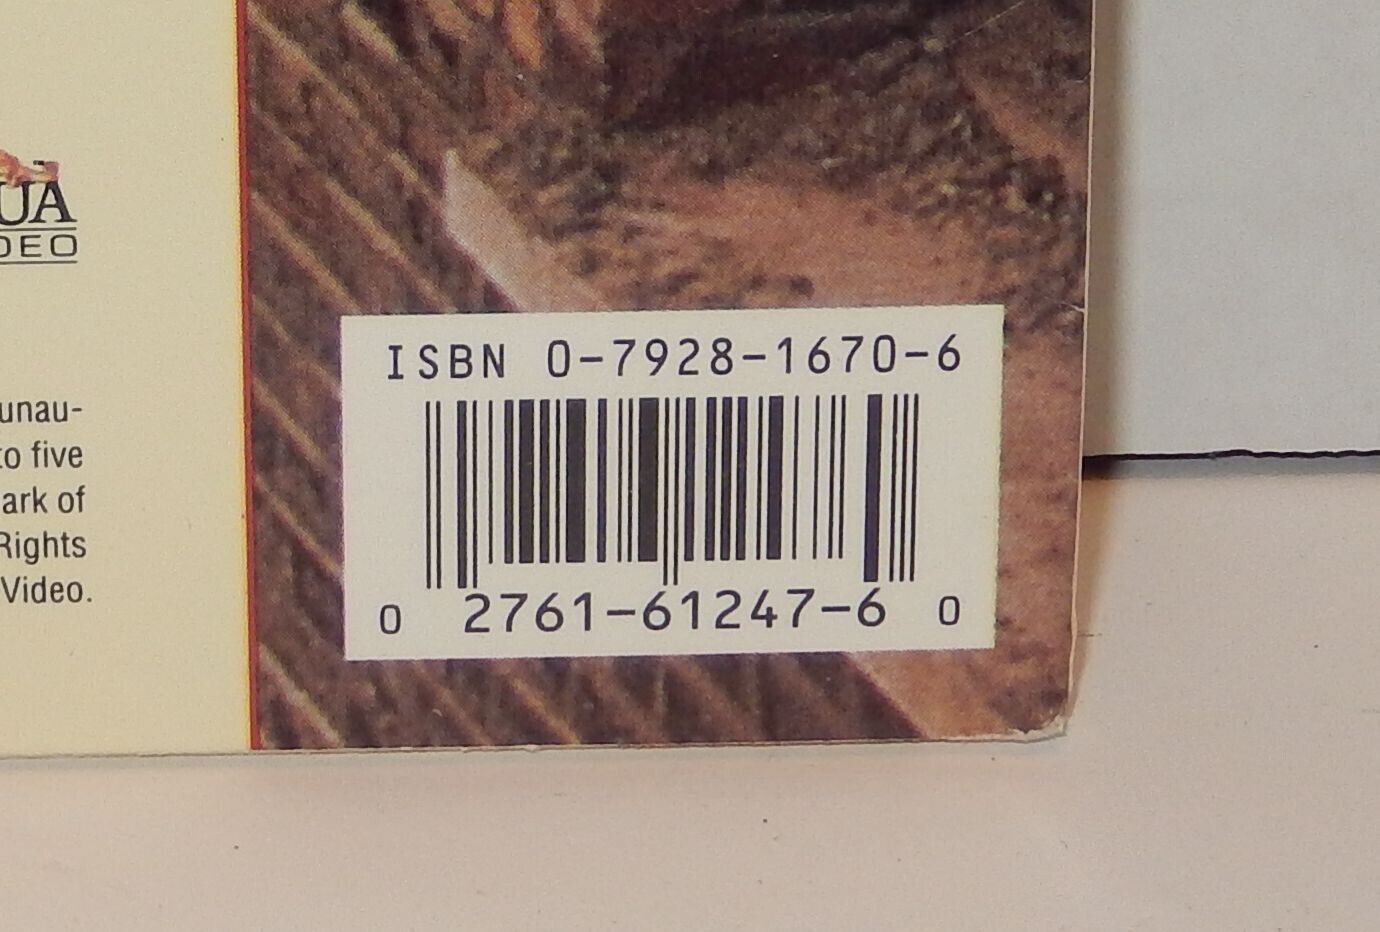 UA
DEO
unau-
to five
ark of
Rights
Video.
ISBN 0-7928-1670-6
0 2761-61247-6 0